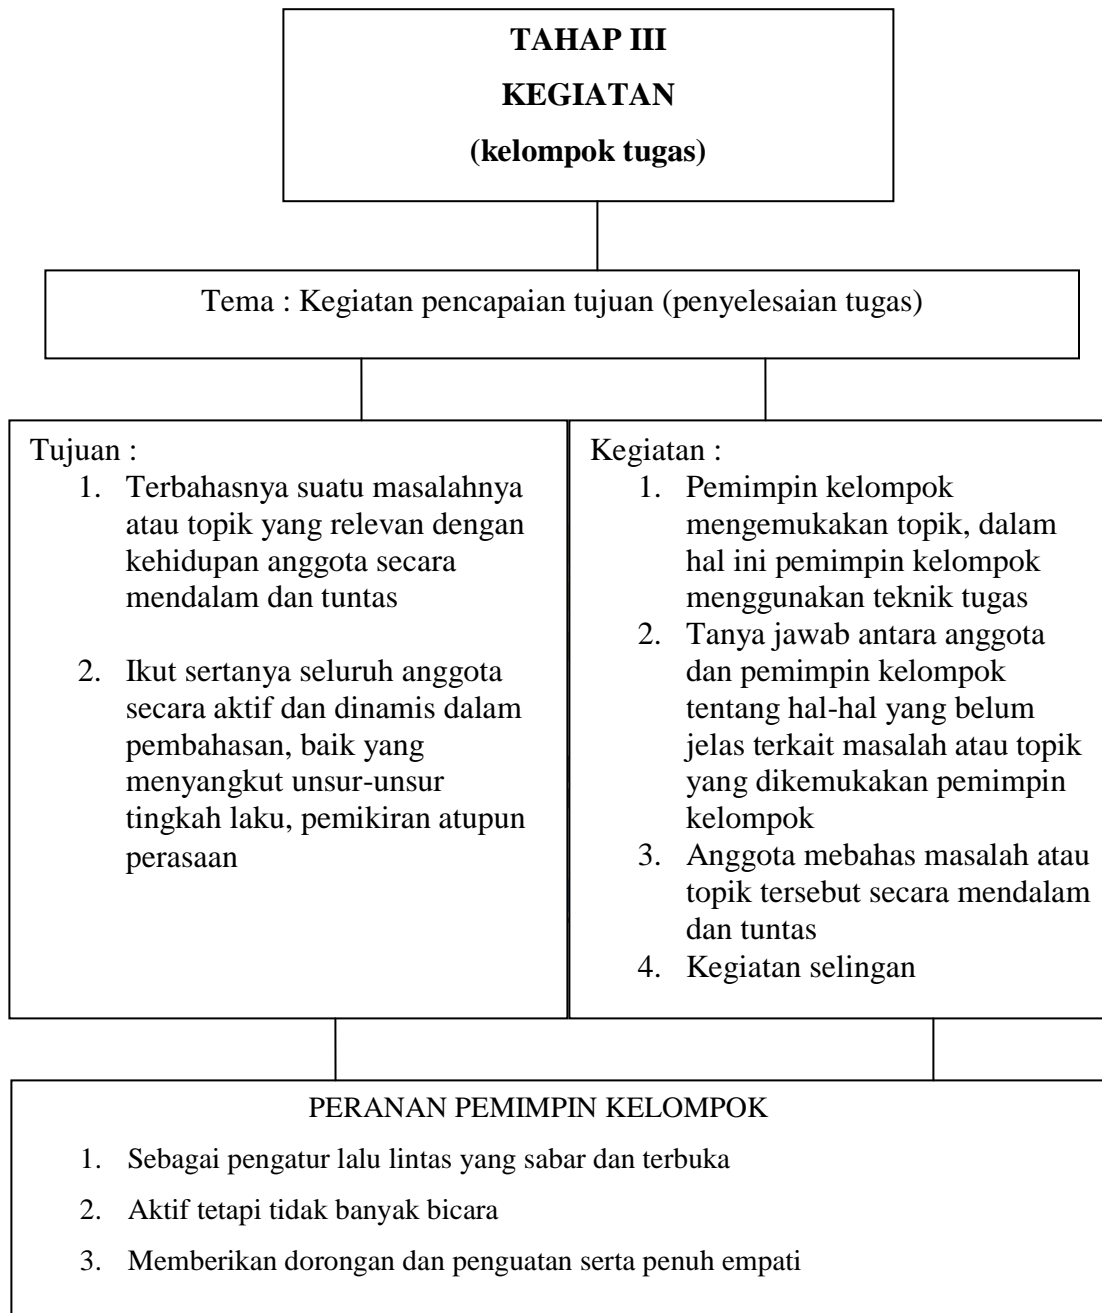 TAHAP III
KEGIATAN
(kelompok tugas)
Tema : Kegiatan pencapaian tujuan (penyelesaian tugas)
Tujuan :
1. Terbahasnya suatu masalahnya
atau topik yang relevan dengan
kehidupan anggota secara
mendalam dan tuntas
2. Ikut sertanya seluruh anggota
secara aktif dan dinamis dalam
pembahasan, baik yang
menyangkut unsur-unsur
tingkah laku, pemikiran atupun
perasaan
Kegiatan :
1. Pemimpin kelompok
mengemukakan topik, dalam
hal ini pemimpin kelompok
menggunakan teknik tugas
2. Tanya jawab antara anggota
dan pemimpin kelompok
tentang hal-hal yang belum
jelas terkait masalah atau topik
yang dikemukakan pemimpin
kelompok
3. Anggota mebahas masalah atau
topik tersebut secara mendalam
dan tuntas
4. Kegiatan selingan
PERANAN PEMIMPIN KELOMPOK
1. Sebagai pengatur lalu lintas yang sabar dan terbuka
2. Aktif tetapi tidak banyak bicara
3. Memberikan dorongan dan penguatan serta penuh empati